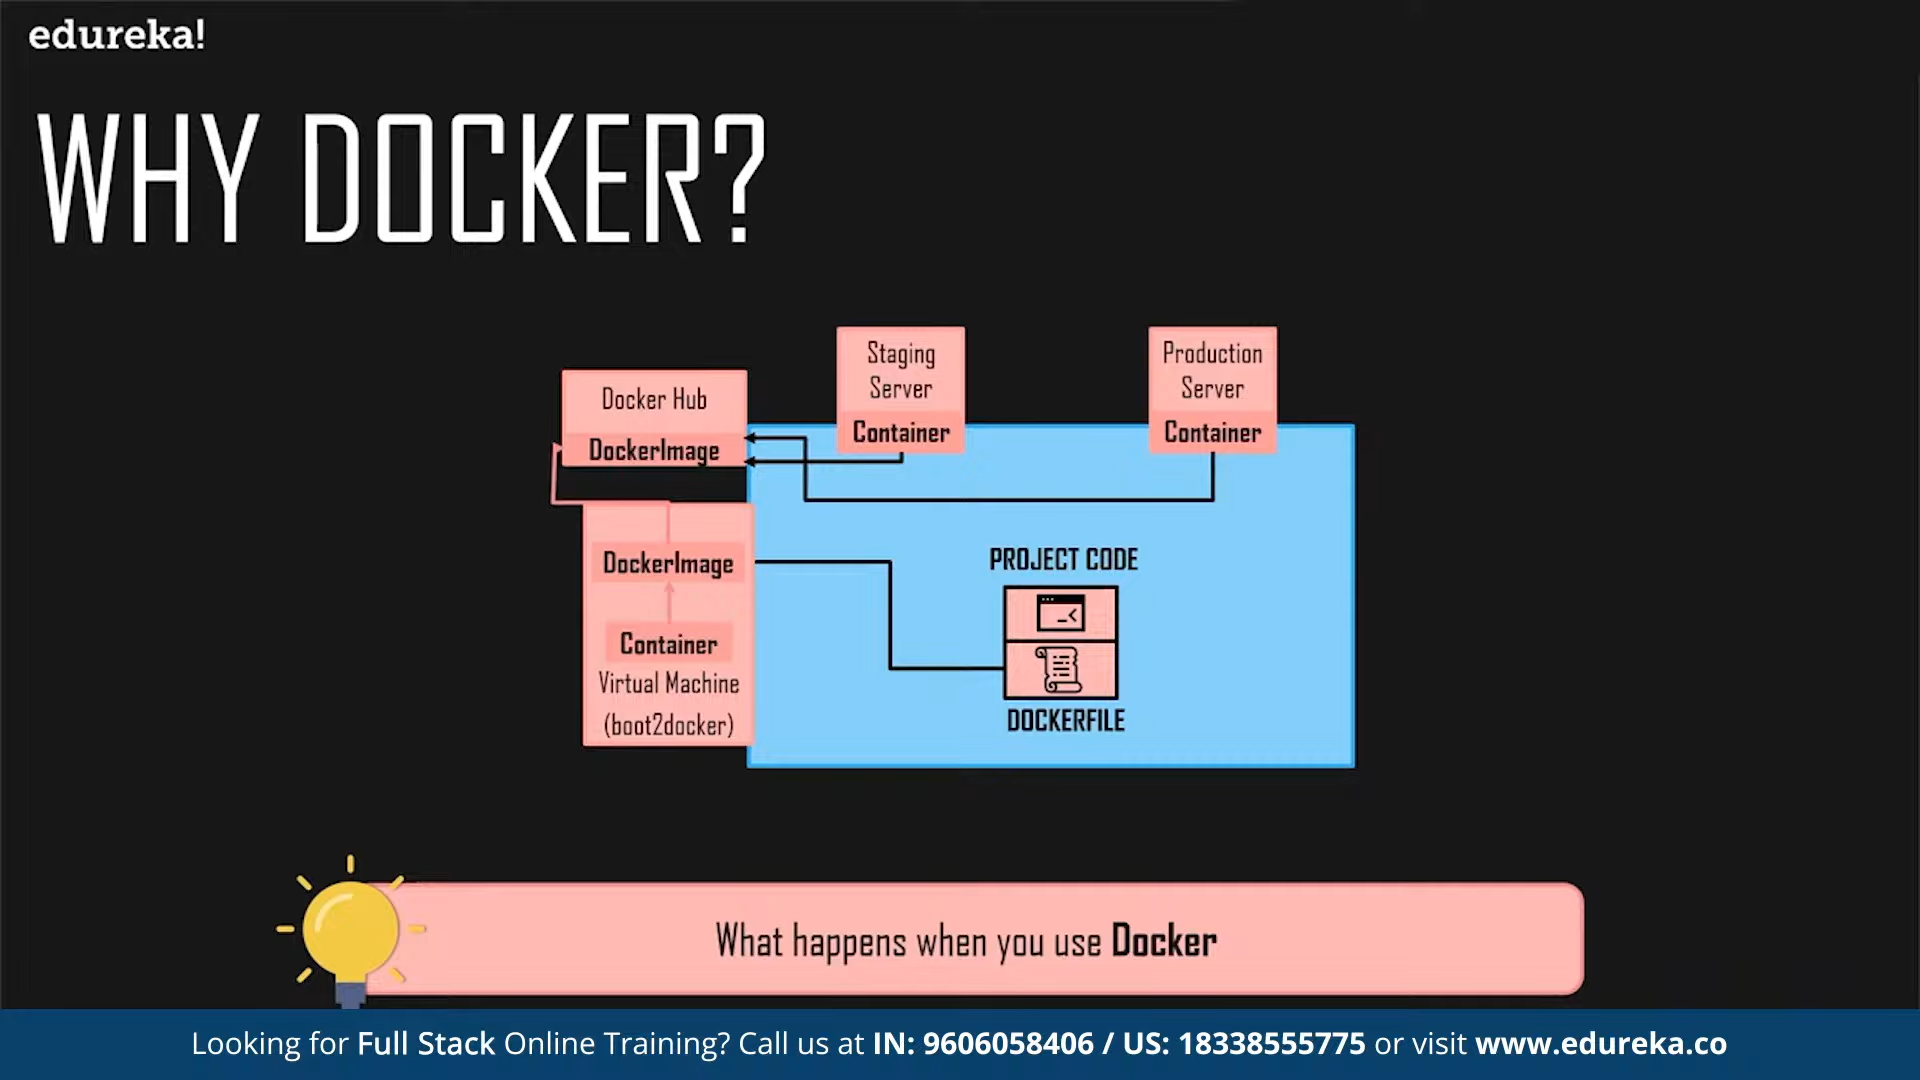 edureka!
WHY DOCKER?
Staging
Server
Container
Production
Server
Container
Docker Hub
DockerImage
DockerImage
Container
Virtual Machine
(boot2docker)
PROJECT CODE
DOCKERFILE
What happens when you use Docker
Looking for Full Stack Online Training? Call us at IN: 9606058406 / US: 18338555775 or visit www.edureka.co